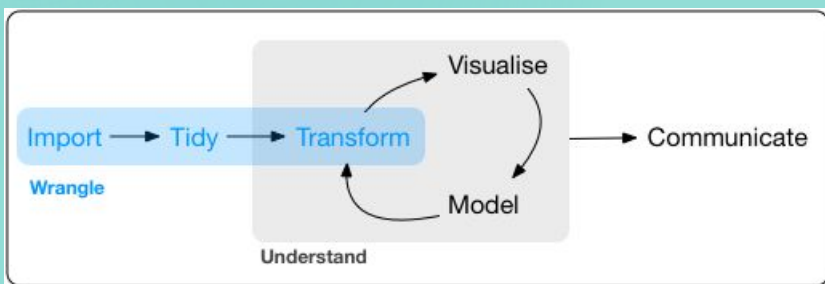 Visualise
Import Tidy Transform Communicate
Wrangle
Model
Understand